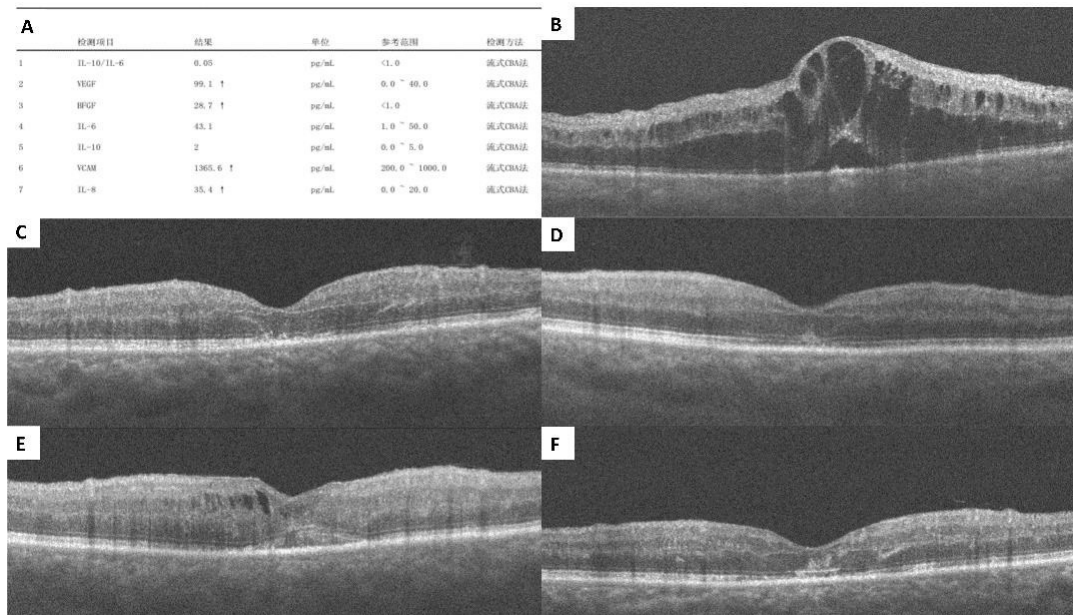 A
检测项目 结果 单位 参考范围 检测方法
1 IL-10/IL-6 0.05 pg/mL <1.0 流式CBA法
2 VEGF 99.1 ↑ pg/mL 0.0 ~ 40.0 流式CBA法
3 BFGF 28.7 ↑ pg/mL <1.0 流式CBA法
4 IL-6 43.1 pg/mL 1.0 ~ 50.0 流式CBA法
5 IL-10 2 pg/mL 0.0 ~ 5.0 流式CBA法
6 VCAM 1365.6 ↑ pg/mL 200.0 ~ 1000.0 流式CBA法
7 IL-8 35.4 ↑ pg/mL 0.0 ~ 20.0 流式CBA法
B
C
D
E
F